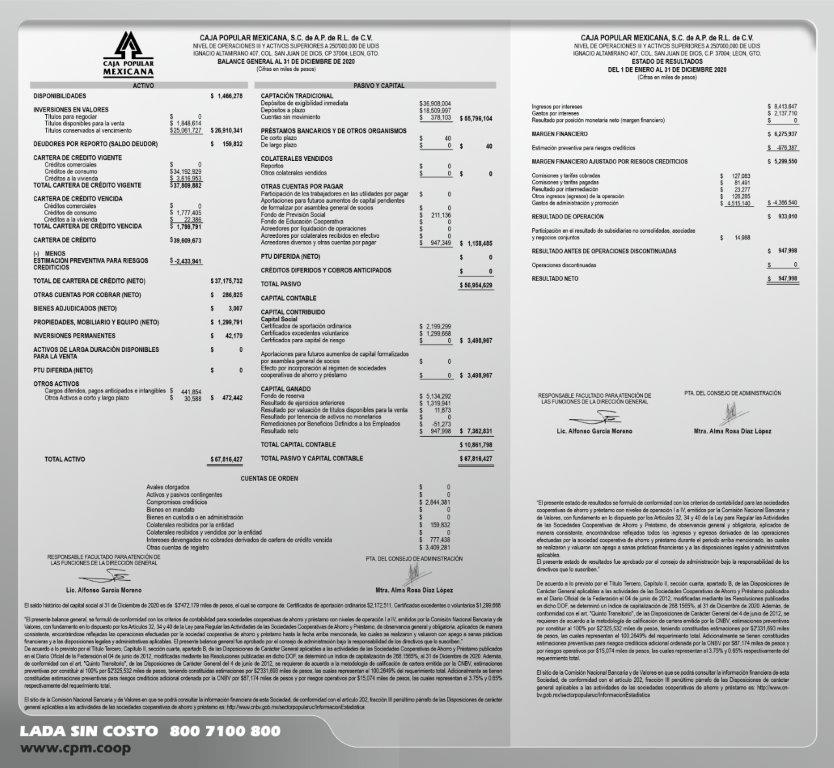 CAJA POPULAR
MEXICANA
CAJA POPULAR MEXICANA, S.C. de A.P. de R.L. de C.V.
NIVEL DE OPERACIONES III Y ACTIVOS SUPERIORES A 250'000,000 DE UDIS
IGNACIO ALTAMIRANO 407, COL. SAN JUAN DE DIOS, CP 37004; LEON, GTO.
BALANCE GENERAL AL 31 DE DICIEMBRE DE 2020
(Cifras en miles de pesos)
ACTIVO
DISPONIBILIDADES $ 1,466,278
INVERSIONES EN VALORES
Títulos para negociar $ 0
Títulos disponibles para la venta $ 1,848,614
Títulos conservados al vencimiento $25,061,727 $ 26,910,341
DEUDORES POR REPORTO (SALDO DEUDOR) $ 159,832
CARTERA DE CRÉDITO VIGENTE
Créditos comerciales $ 0
Créditos de consumo $34,192,929
Créditos a la vivienda $ 3,616,953
TOTAL CARTERA DE CRÉDITO VIGENTE $37,809,882
CARTERA DE CRÉDITO VENCIDA
Créditos comerciales $ 0
Créditos de consumo $ 1,777,405
Créditos a la vivienda $ 22,386
TOTAL CARTERA DE CRÉDITO VENCIDA $ 1,799,791
CARTERA DE CRÉDITO $39,609,673
(-) MENOS
ESTIMACIÓN PREVENTIVA PARA RIESGOS
CREDITICIOS $ -2,433,941
TOTAL DE CARTERA DE CRÉDITO (NETO) $ 37,175,732
OTRAS CUENTAS POR COBRAR (NETO) $ 286,825
BIENES ADJUDICADOS (NETO) $ 3,007
PROPIEDADES, MOBILIARIO Y EQUIPO (NETO) $ 1,299,791
INVERSIONES PERMANENTES $ 42,179
ACTIVOS DE LARGA DURACIÓN DISPONIBLES
PARA LA VENTA $ 0
PTU DIFERIDA (NETO) $ 0
OTROS ACTIVOS
Cargos diferidos, pagos anticipados e intangibles $ 441,854
Otros Activos a corto y largo plazo $ 30,588 $ 472,442
TOTAL ACTIVO $ 67,816,427
PASIVO Y CAPITAL
CAPTACIÓN TRADICIONAL
Depósitos de exigibilidad inmediata $36,908,004
Depósitos a plazo $18,509,997
Cuentas sin movimiento $ 378,103 $ 55,796,104
PRÉSTAMOS BANCARIOS Y DE OTROS ORGANISMOS
De corto plazo $ 40
De largo plazo $ 0 $ 40
COLATERALES VENDIDOS
Reportos $ 0
Otros colaterales vendidos $ 0 $ 0
OTRAS CUENTAS POR PAGAR
Participación de los trabajadores en las utilidades por pagar $ 0
Aportaciones para futuros aumentos de capital pendientes
de formalizar por asamblea general de socios $ 0
Fondo de Previsión Social $ 211,136
Fondo de Educación Cooperativa $ 0
Acreedores por liquidación de operaciones $ 0
Acreedores por colaterales recibidos en efectivo $ 0
Acreedores diversos y otras cuentas por pagar $ 947,349 $ 1,158,485
PTU DIFERIDA (NETO) $ 0
CRÉDITOS DIFERIDOS Y COBROS ANTICIPADOS $ 0
TOTAL PASIVO $ 56,954,629
CAPITAL CONTABLE
CAPITAL CONTRIBUIDO
Capital Social
Certificados de aportación ordinarios $ 2,199,299
Certificados excedentes voluntarios $ 1,299,668
Certificados para capital de riesgo $ 0 $ 3,498,967
Aportaciones para futuros aumentos de capital formalizados
por asamblea general de socios $ 0
Efecto por incorporación al régimen de sociedades
cooperativas de ahorro y préstamo $ 0 $ 3,498,967
CAPITAL GANADO
Fondo de reserva $ 5,134,292
Resultado de ejercicios anteriores $ 1,319,941
Resultado por valuación de títulos disponibles para la venta $ 11,873
Resultado por tenencia de activos no monetarios $ 0
Remediciones por Beneficios Definidos a los Empleados $ -51,273
Resultado neto $ 947,998 $ 7,362,831
TOTAL CAPITAL CONTABLE $ 10,861,798
TOTAL PASIVO Y CAPITAL CONTABLE $ 67,816,427
CUENTAS DE ORDEN
Avales otorgados $ 0
Activos y pasivos contingentes $ 0
Compromisos crediticios $ 2,844,381
Bienes en mandato $ 0
Bienes en custodia o en administración $ 0
Colaterales recibidos por la entidad $ 159,832
Colaterales recibidos y vendidos por la entidad $ 0
Intereses devengados no cobrados derivados de cartera de crédito vencida $ 777,438
Otras cuentas de registro $ 3,409,281
RESPONSABLE FACULTADO PARA ATENCIÓN DE
LAS FUNCIONES DE LA DIRECCIÓN GENERAL
Lic. Alfonso García Moreno
PTA. DEL CONSEJO DE ADMINISTRACIÓN
Mtra. Alma Rosa Díaz López
El saldo histórico del capital social al 31 de Diciembre de 2020 es de $3'472,179 miles de pesos, el cual se compone de: Certificados de aportación ordinarios $2,172,511, Certificados excedentes o voluntarios $1,299,668
"El presente balance general, se formuló de conformidad con los criterios de contabilidad para sociedades cooperativas de ahorro y préstamo con niveles de operación I a IV, emitidos por la Comisión Nacional Bancaria y de
Valores, con fundamento en lo dispuesto por los Artículos 32, 34 y 40 de la Ley para Regular las Actividades de las Sociedades Cooperativas de Ahorro y Préstamo, de observancia general y obligatoria, aplicados de manera
consistente, encontrándose reflejadas las operaciones efectuadas por la sociedad cooperativa de ahorro y préstamo hasta la fecha arriba mencionada, las cuales se realizaron y valuaron con apego a sanas prácticas
financieras y a las disposiciones legales y administrativas aplicables. El presente balance general fue aprobado por el consejo de administración bajo la responsabilidad de los directivos que lo suscriben."
De acuerdo a lo previsto por el Título Tercero, Capítulo II, sección cuarta, apartado B, de las Disposiciones de Carácter General aplicables a las actividades de las Sociedades Cooperativas de Ahorro y Préstamo publicados
en el Diario Oficial de la Federación el 04 de junio de 2012, modificadas mediante las Resoluciones publicadas en dicho DOF, se determinó un índice de capitalización de 268.1565%, al 31 de Diciembre de 2020. Además,
de conformidad con el art. "Quinto Transitorio", de las Disposiciones de Carácter General del 4 de junio de 2012, se requieren de acuerdo a la metodología de calificación de cartera emitido por la CNBV, estimaciones
preventivas por constituir al 100% por $2'325,532 miles de pesos, teniendo constituidas estimaciones preventivas por $2'331,693 miles de pesos, las cuales representan el 100.2649% del requerimiento total. Adicionalmente se tienen
constituidas estimaciones preventivas para riesgos crediticios adicional ordenada por la CNBV por $87,174 miles de pesos y por riesgos operativos por $15,074 miles de pesos, las cuales representan el 3.75% y 0.65%
respectivamente del requerimiento total.
El sitio de la Comisión Nacional Bancaria y de Valores en que se podrá consultar la información financiera de esta Sociedad, de conformidad con el artículo 202, fracción III penúltimo párrafo de las Disposiciones de carácter
general aplicables a las actividades de las sociedades cooperativas de ahorro y préstamo es: http://www.cnbv.gob.mx/sectorpopularuc/InformacionEstadistica
CAJA POPULAR MEXICANA, S.C. de A.P. de R.L. de C.V.
NIVEL DE OPERACIONES III Y ACTIVOS SUPERIORES A 250'000,000 DE UDIS
IGNACIO ALTAMIRANO 407, COL. SAN JUAN DE DIOS, C.P. 37004; LEON, GTO.
ESTADO DE RESULTADOS
DEL 1 DE ENERO AL 31 DE DICIEMBRE 2020
(Cifras en miles de pesos)
Ingresos por intereses $ 8,413,647
Gastos por intereses $ 2,137,710
Resultado por posición monetaria neto (margen financiero) $ 0
MARGEN FINANCIERO $ 6,275,937
Estimación preventiva para riesgos crediticios $ -976,387
MARGEN FINANCIERO AJUSTADO POR RIESGOS CREDITICIOS $ 5,299,550
Comisiones y tarifas cobradas $ 127,083
Comisiones y tarifas pagadas $ 81,491
Resultado por intermediación $ 23,277
Otros ingresos (egresos) de la operación $
Gastos de administración y promoción $ 4,515,140 $ -4,366,540
RESULTADO DE OPERACIÓN $ 933,010
Participación en el resultado de subsidiarias no consolidadas, asociadas
y negocios conjuntos $ 14,988
RESULTADO ANTES DE OPERACIONES DISCONTINUADAS $ 947,998
Operaciones discontinuadas $ 0
RESULTADO NETO $ 947,998
RESPONSABLE FACULTADO PARA ATENCIÓN DE
LAS FUNCIONES DE LA DIRECCIÓN GENERAL
Lic. Alfonso García Moreno
PTA. DEL CONSEJO DE ADMINISTRACIÓN
Mtra. Alma Rosa Díaz López
"El presente estado de resultados se formuló de conformidad con los criterios de contabilidad para las sociedades
cooperativas de ahorro y préstamo con niveles de operación I a IV, emitidos por la Comisión Nacional Bancaria y
de Valores, con fundamento en lo dispuesto por los Artículos 32, 34 y 40 de la Ley para Regular las Actividades
de las Sociedades Cooperativas de Ahorro y Préstamo, de observancia general y obligatoria, aplicados de
manera consistente, encontrándose reflejados todos los ingresos y egresos derivados de las operaciones
efectuadas por la sociedad cooperativa de ahorro y préstamo durante el periodo arriba mencionado, las cuales
se realizaron y valuaron con apego a sanas prácticas financieras y a las disposiciones legales y administrativas
aplicables.
El presente estado de resultados fue aprobado por el consejo de administración bajo la responsabilidad de los
directivos que lo suscriben."
De acuerdo a lo previsto por el Título Tercero, Capítulo II, sección cuarta, apartado B, de las Disposiciones de
Carácter General aplicables a las actividades de las Sociedades Cooperativas de Ahorro y Préstamo publicados
en el Diario Oficial de la Federación el 04 de junio de 2012, modificadas mediante las Resoluciones publicadas
en dicho DOF, se determinó un índice de capitalización de 268.1565%, al 31 de Diciembre de 2020. Además, de
conformidad con el art. "Quinto Transitorio", de las Disposiciones de Carácter General del 4 de junio de 2012, se
requieren de acuerdo a la metodología de calificación de cartera emitido por la CNBV, estimaciones preventivas
por constituir al 100% por $2'325,532 miles de pesos, teniendo constituidas estimaciones por $2'331,693 miles
de pesos, las cuales representan el 100.2649% del requerimiento total. Adicionalmente se tienen constituidas
estimaciones preventivas para riesgos crediticios adicional ordenada por la CNBV, por $87,174 miles de pesos y
por riesgos operativos por $15,074 miles de pesos, las cuales representan el 3.75% y 0.65% respectivamente del
requerimiento total.
El sitio de la Comisión Nacional Bancaria y de Valores en que se podrá consultar la información financiera de esta
Sociedad, de conformidad con el artículo 202, fracción III penúltimo párrafo de las Disposiciones de carácter
general aplicables a las actividades de las sociedades cooperativas de ahorro y préstamo es: http://www.cn-
bv.gob.mx/sectorpopularuc/InformacionEstadistica
LADA SIN COSTO 800 7100 800
www.cpm.coop